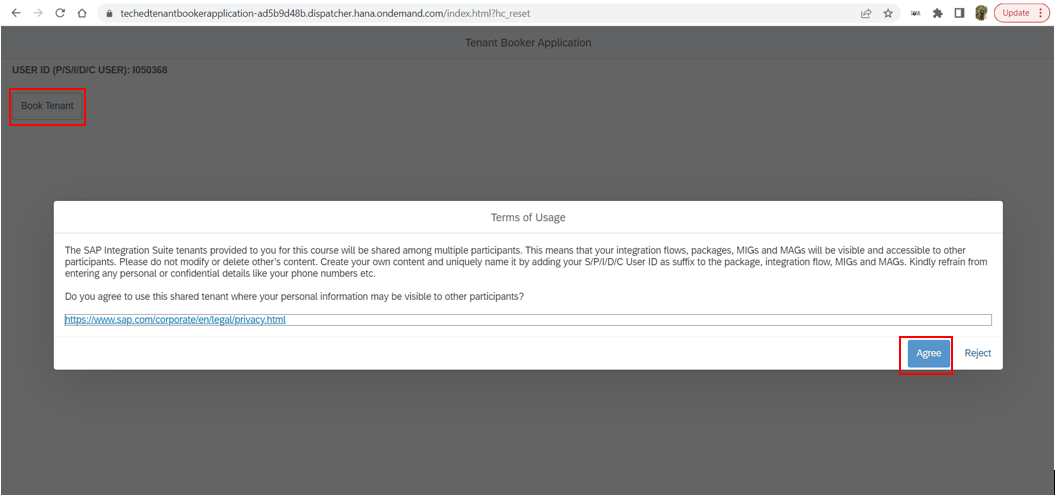 techedtenantbookerapplication-ad5b9d48b.dispatcher.hana.ondemand.com/index.html?hc_reset
Update
Tenant Booker Application
USER ID (P/S/I/D/C USER): I050368
Book Tenant
Terms of Usage
The SAP Integration Suite tenants provided to you for this course will be shared among multiple participants. This means that your integration flows, packages, MIGs and MAGs will be visible and accessible to other
participants. Please do not modify or delete other's content. Create your own content and uniquely name it by adding your S/P/I/D/C User ID as suffix to the package, integration flow, MIGs and MAGs. Kindly refrain from
entering any personal or confidential details like your phone numbers etc.
Do you agree to use this shared tenant where your personal information may be visible to other participants?
https://www.sap.com/corporate/en/legal/privacy.html
Agree
Reject